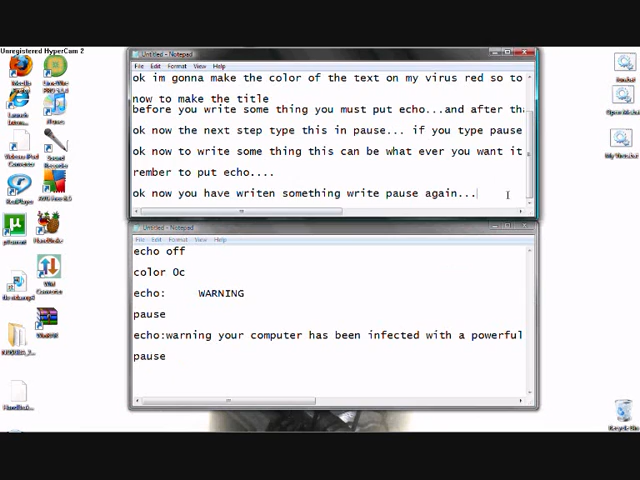 Unregistered HyperCam 2
Untitled - Notepad
File Edit Format View Help
ok im gonna make the color of the text on my virus red so to
now to make the title
before you write some thing you must put echo...and after tha
ok now the next step type this in pause... if you type pause
ok now to write some thing this can be what ever you want it
rember to put echo....
ok now you have writen something write pause again...
Untitled - Notepad
File Edit Format View Help
echo off
color 0c
echo:     WARNING
pause
echo:warning your computer has been infected with a powerful
pause
Recycle Bin